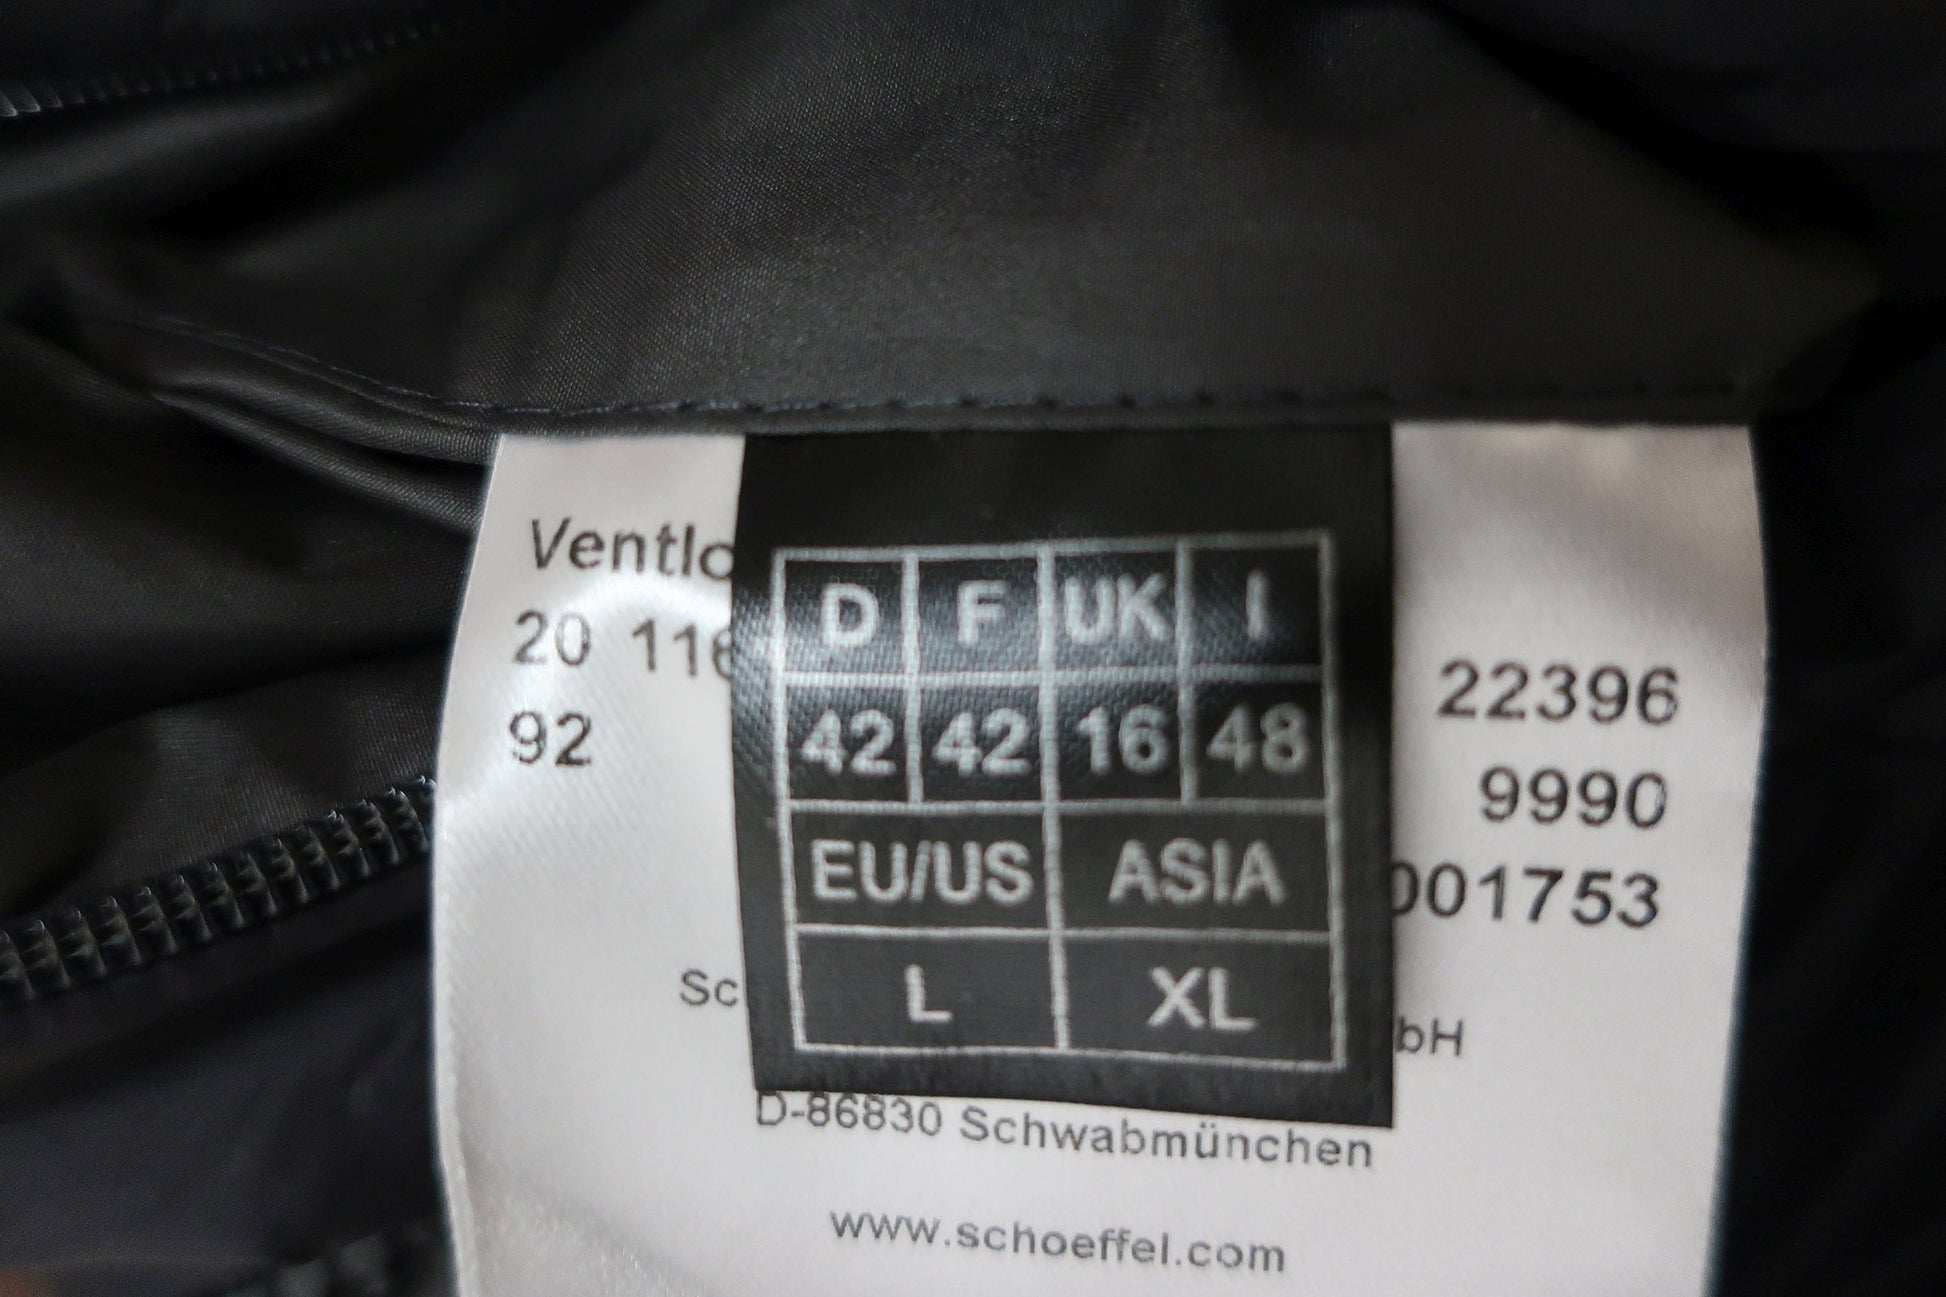 Ventlo
20 116
92
22396
9990
001753
D F UK I
42 42 16 48
EU/US ASIA
L XL
Sc
bH
D-86830 Schwabmünchen
www.schoeffel.com